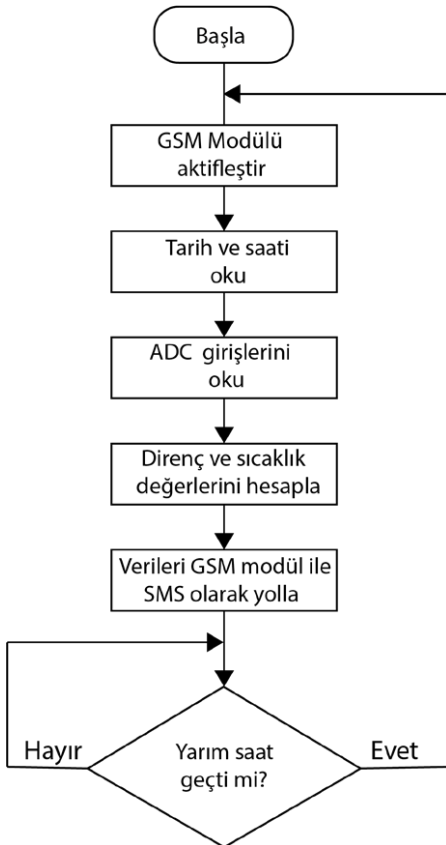 Başla
GSM Modülü
aktifleştir
Tarih ve saati
oku
ADC girişlerini
oku
Direnç ve sıcaklık
değerlerini hesapla
Verileri GSM modül ile
SMS olarak yolla
Hayır
Yarım saat
geçti mi?
Evet